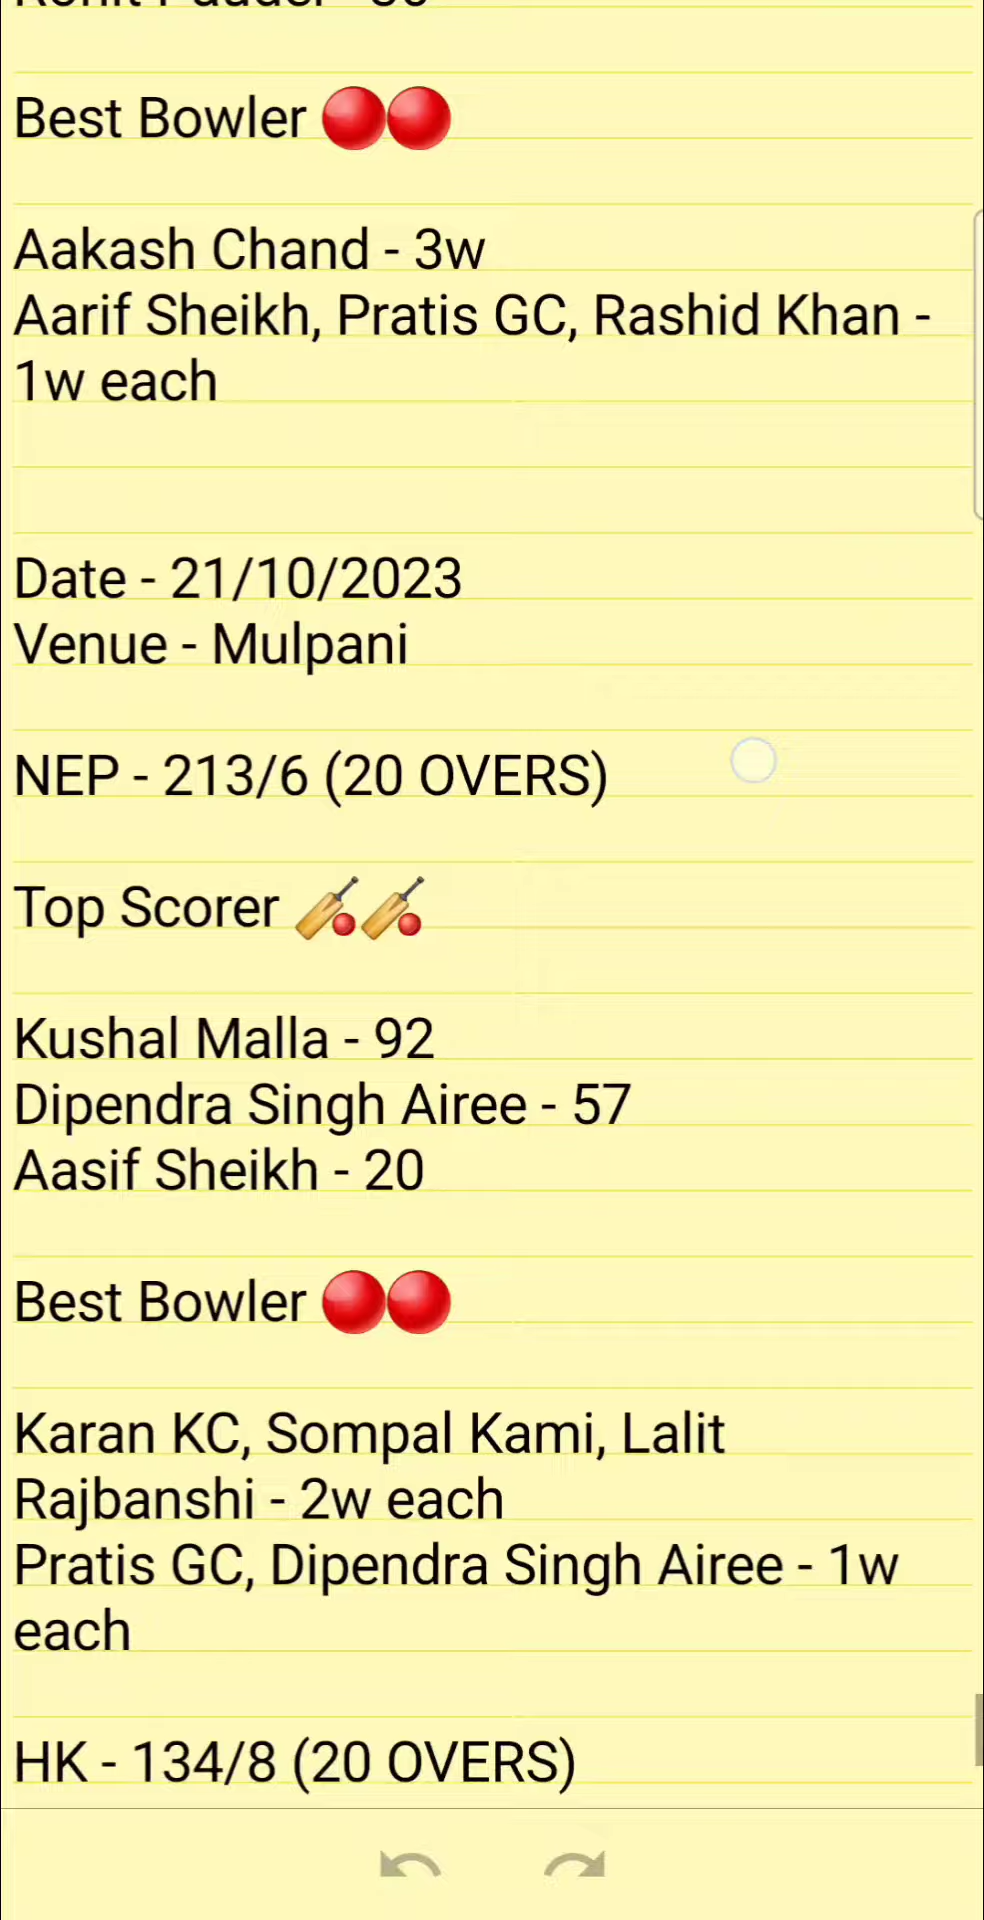 Best Bowler 🔴🔴
Aakash Chand - 3w
Aarif Sheikh, Pratis GC, Rashid Khan -
1w each
Date - 21/10/2023
Venue - Mulpani
NEP - 213/6 (20 OVERS)
Top Scorer 🏏🏏
Kushal Malla - 92
Dipendra Singh Airee - 57
Aasif Sheikh - 20
Best Bowler 🔴🔴
Karan KC, Sompal Kami, Lalit
Rajbanshi - 2w each
Pratis GC, Dipendra Singh Airee - 1w
each
HK - 134/8 (20 OVERS)